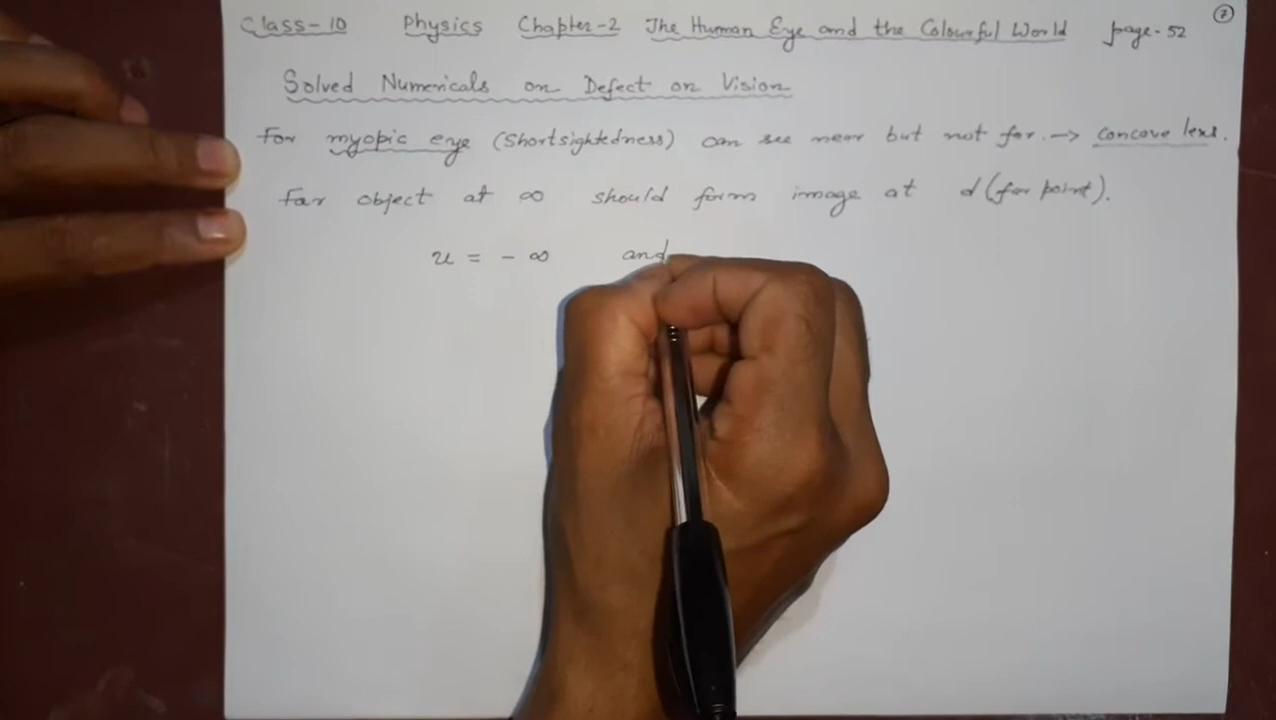 7
Class-10 Physics Chapter-2 The Human Eye and the Colourful World page-52
Solved Numericals on Defect on Vision
For myopic eye (Shortsightedness) can see near but not far. → concave lens.
Far object at ∞ should form image at d (far point).
u = - ∞ and